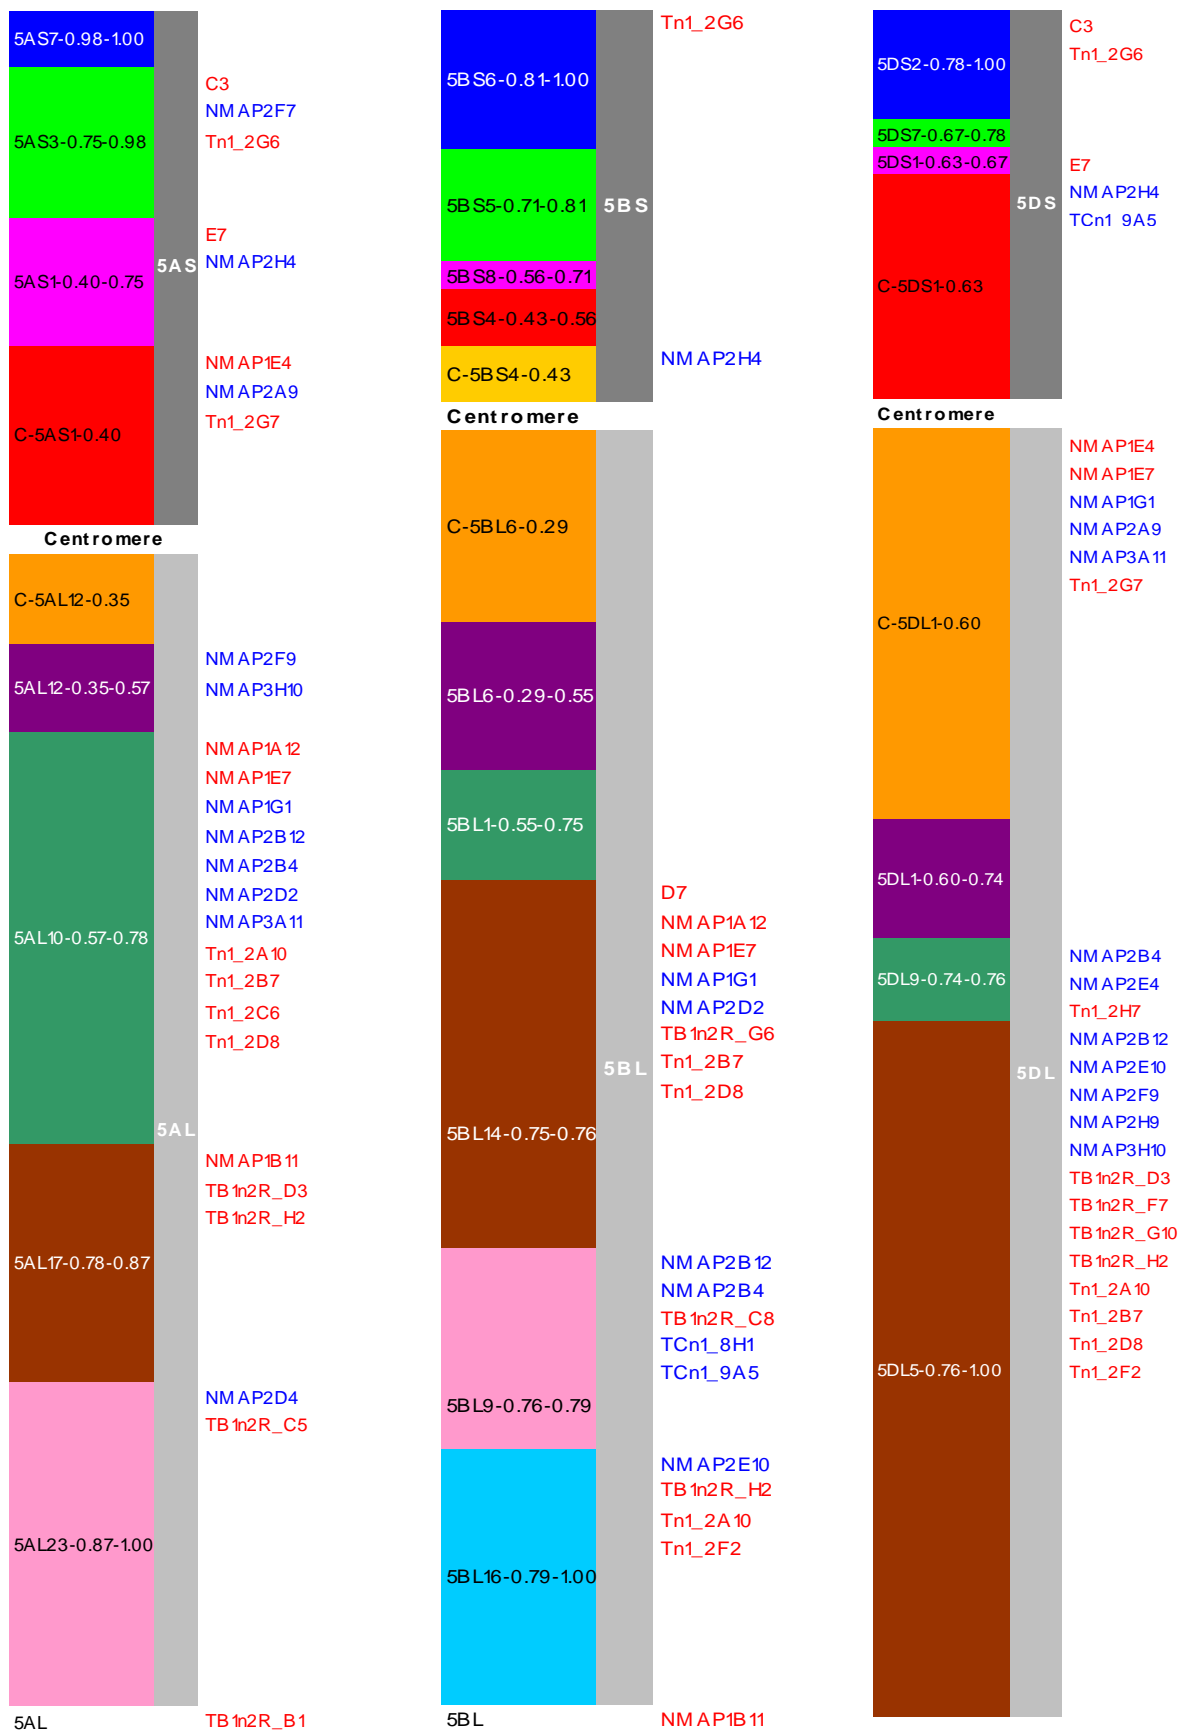 5AS7-0.98-1.00
5AS3-0.75-0.98
C3
NMAP2F7
Tn1_2G6
5AS
E7
NMAP2H4
5AS1-0.40-0.75
C-5AS1-0.40
NMAP1E4
NMAP2A9
Tn1_2G7
Centromere
C-5AL12-0.35
5AL12-0.35-0.57
NMAP2F9
NMAP3H10
5AL10-0.57-0.78
NMAP1A12
NMAP1E7
NMAP1G1
NMAP2B12
NMAP2B4
NMAP2D2
NMAP3A11
Tn1_2A10
Tn1_2B7
Tn1_2C6
Tn1_2D8
5AL
5AL17-0.78-0.87
NMAP1B11
TB1n2R_D3
TB1n2R_H2
5AL23-0.87-1.00
NMAP2D4
TB1n2R_C5
5AL
TB1n2R_B1
5BS6-0.81-1.00
Tn1_2G6
5BS5-0.71-0.81
5BS
5BS8-0.56-0.71
5BS4-0.43-0.56
C-5BS4-0.43
NMAP2H4
Centromere
C-5BL6-0.29
5BL6-0.29-0.55
5BL1-0.55-0.75
5BL14-0.75-0.76
D7
NMAP1A12
NMAP1E7
NMAP1G1
NMAP2D2
TB1n2R_G6
Tn1_2B7
Tn1_2D8
5BL
5BL9-0.76-0.79
NMAP2B12
NMAP2B4
TB1n2R_C8
TCn1_8H1
TCn1_9A5
5BL16-0.79-1.00
NMAP2E10
TB1n2R_H2
Tn1_2A10
Tn1_2F2
5BL
NMAP1B11
5DS2-0.78-1.00
C3
Tn1_2G6
5DS7-0.67-0.78
5DS1-0.63-0.67
E7
NMAP2H4
TCn1_9A5
5DS
C-5DS1-0.63
Centromere
C-5DL1-0.60
NMAP1E4
NMAP1E7
NMAP1G1
NMAP2A9
NMAP3A11
Tn1_2G7
5DL1-0.60-0.74
5DL9-0.74-0.76
NMAP2B4
NMAP2E4
Tn1_2H7
5DL
5DL5-0.76-1.00
NMAP2B12
NMAP2E10
NMAP2F9
NMAP2H9
NMAP3H10
TB1n2R_D3
TB1n2R_F7
TB1n2R_G10
TB1n2R_H2
Tn1_2A10
Tn1_2B7
Tn1_2D8
Tn1_2F2